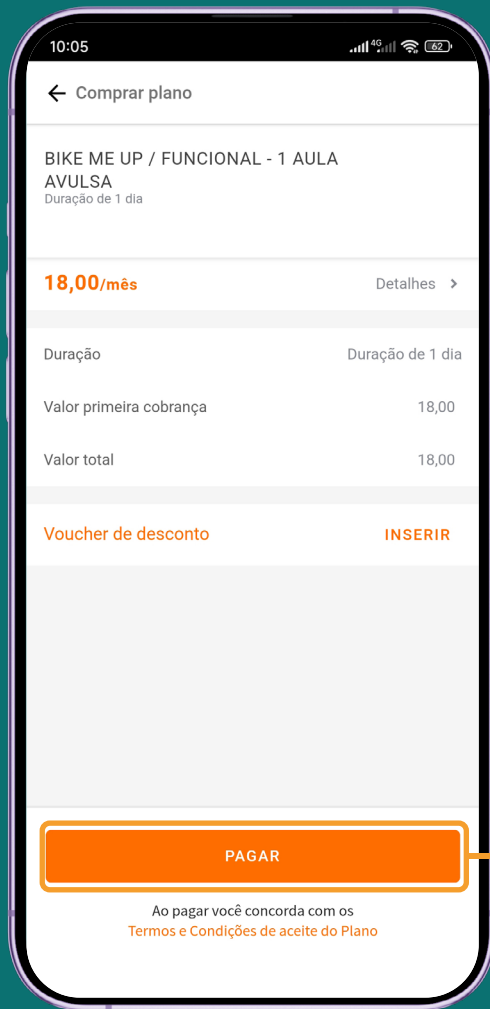 10:05
4G
62
Comprar plano
BIKE ME UP / FUNCIONAL - 1 AULA
AVULSA
Duração de 1 dia
18,00/mês
Detalhes
Duração
Duração de 1 dia
Valor primeira cobrança
18,00
Valor total
18,00
Voucher de desconto
INSERIR
PAGAR
Ao pagar você concorda com os
Termos e Condições de aceite do Plano